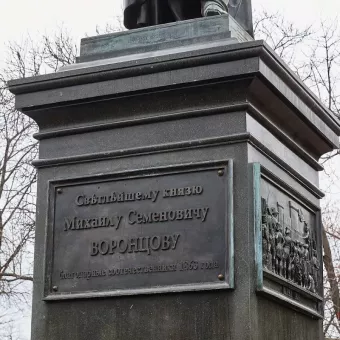 Свѣтлѣйшему князю
Михаилу Семеновичу
ВОРОНЦОВУ
благодарные соотечественники 1863 года